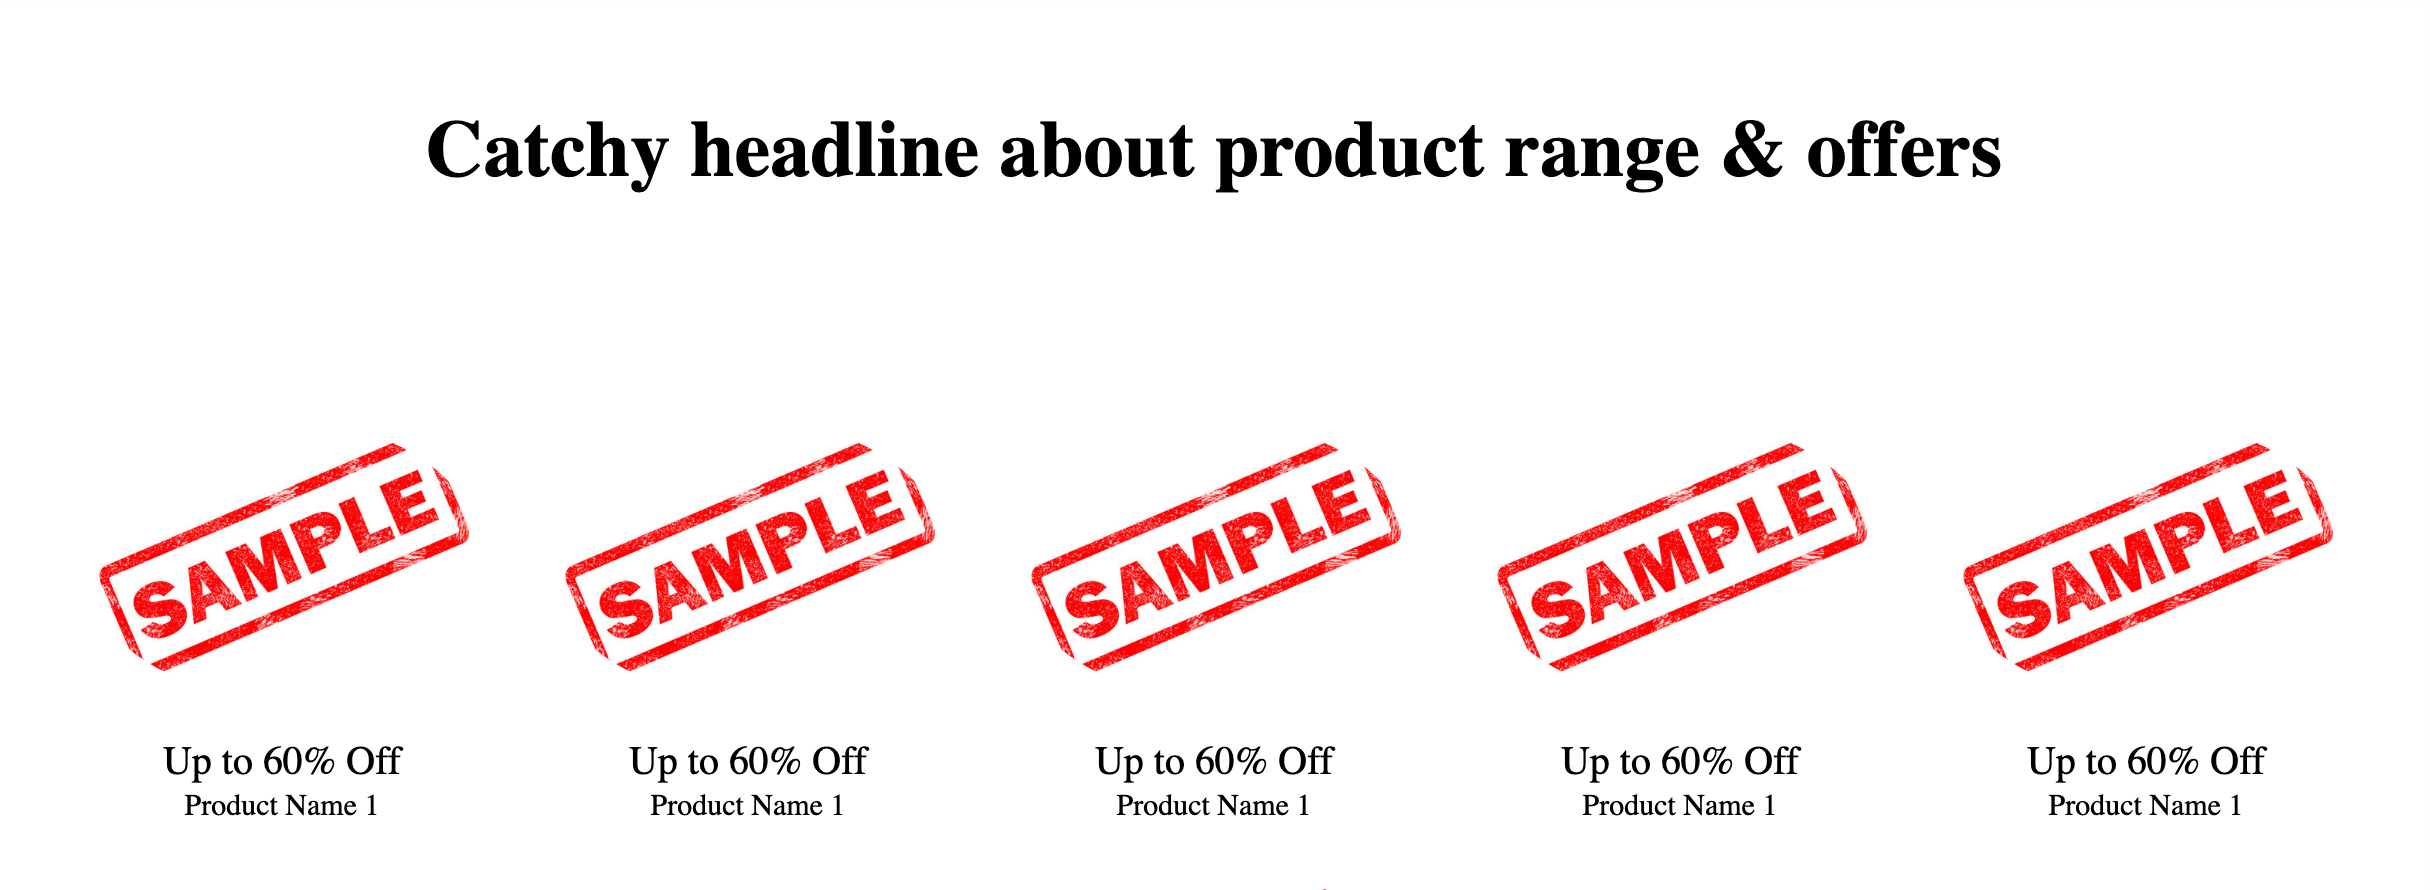 Catchy headline about product range & offers
SAMPLE SAMPLE SAMPLE SAMPLE SAMPLE
Up to 60% Off Up to 60% Off Up to 60% Off Up to 60% Off Up to 60% Off
Product Name 1 Product Name 1 Product Name 1 Product Name 1 Product Name 1